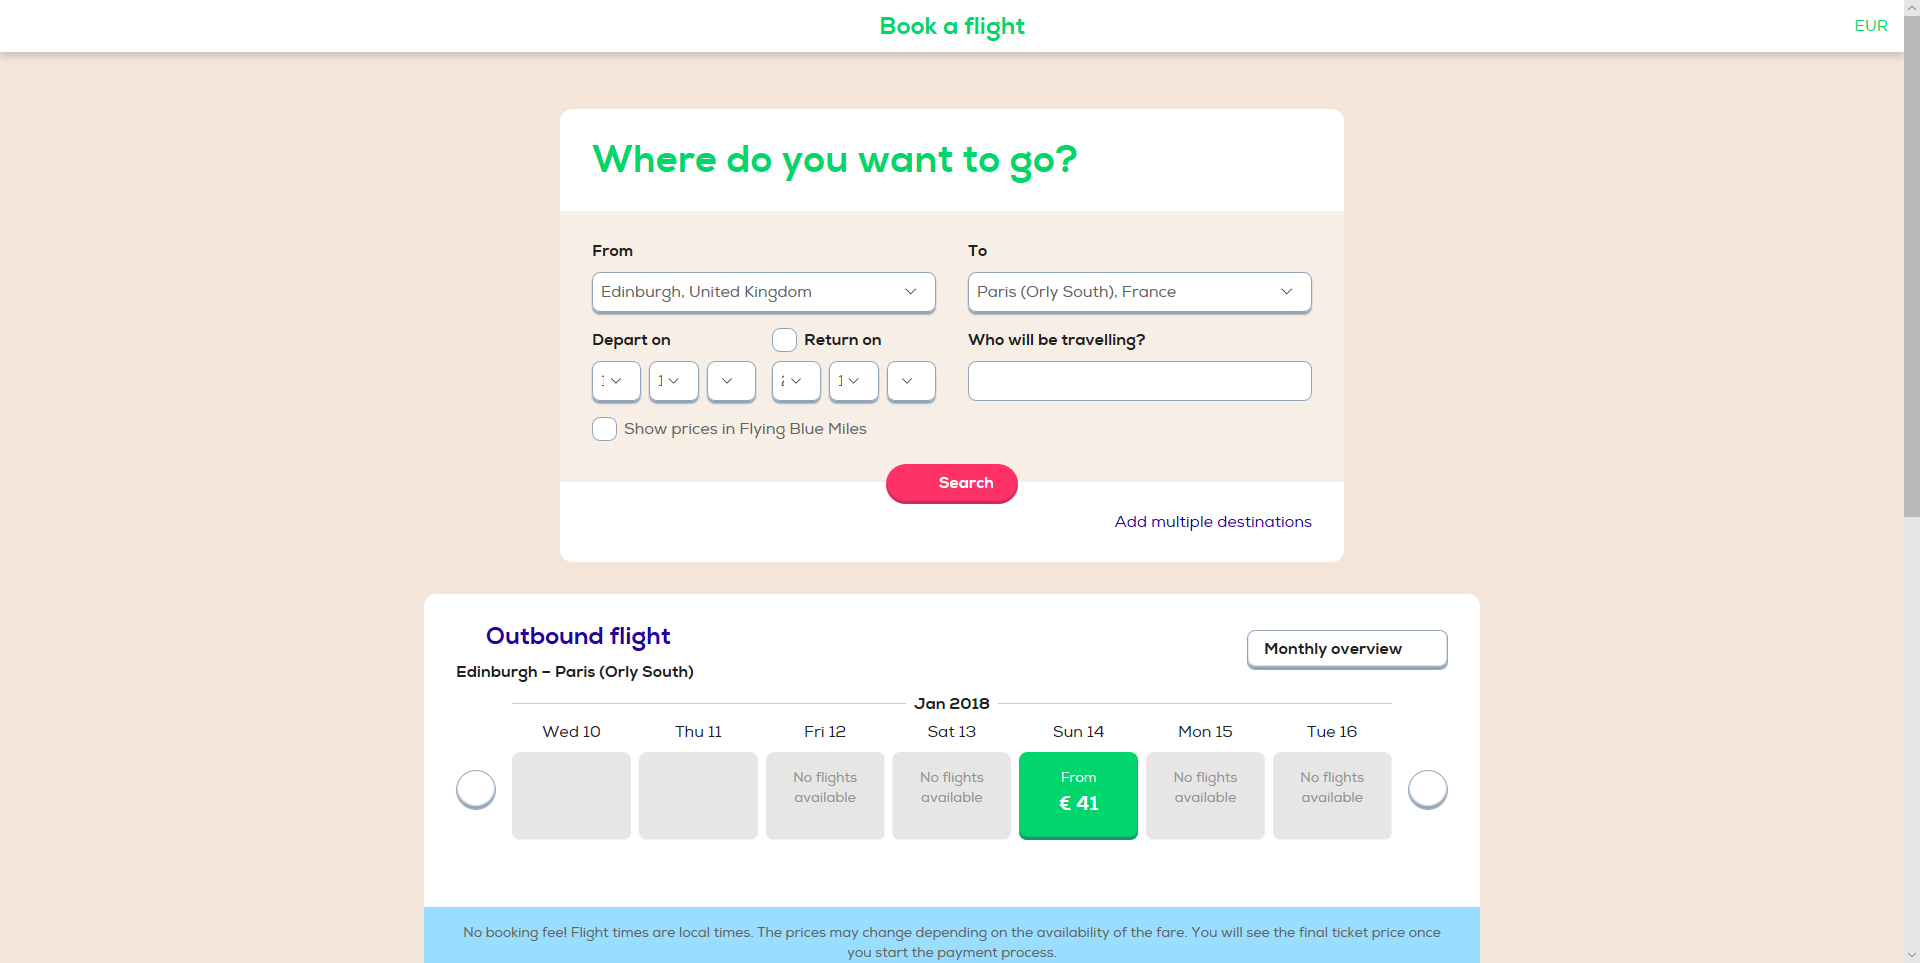 Book a flight
EUR
Where do you want to go?
From
To
Edinburgh, United Kingdom
Paris (Orly South), France
Depart on
Return on
Who will be travelling?
Show prices in Flying Blue Miles
Search
Add multiple destinations
Outbound flight
Monthly overview
Edinburgh – Paris (Orly South)
Jan 2018
Wed 10
Thu 11
Fri 12
Sat 13
Sun 14
Mon 15
Tue 16
No flights
available
No flights
available
From
€ 41
No flights
available
No flights
available
No booking fee! Flight times are local times. The prices may change depending on the availability of the fare. You will see the final ticket price once
you start the payment process.